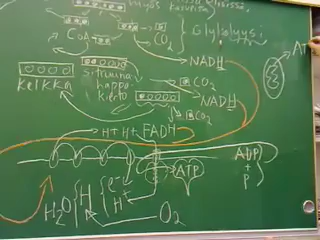 Glykolyysi
CoA
CO₂
NADH
AT
kelkka
sitruuna
happo
kierto
CO₂
NADH
CO₂
H+ H+ FADH
ADP
+
P
ATP
e⁻
H₂O
H
H⁺
O₂